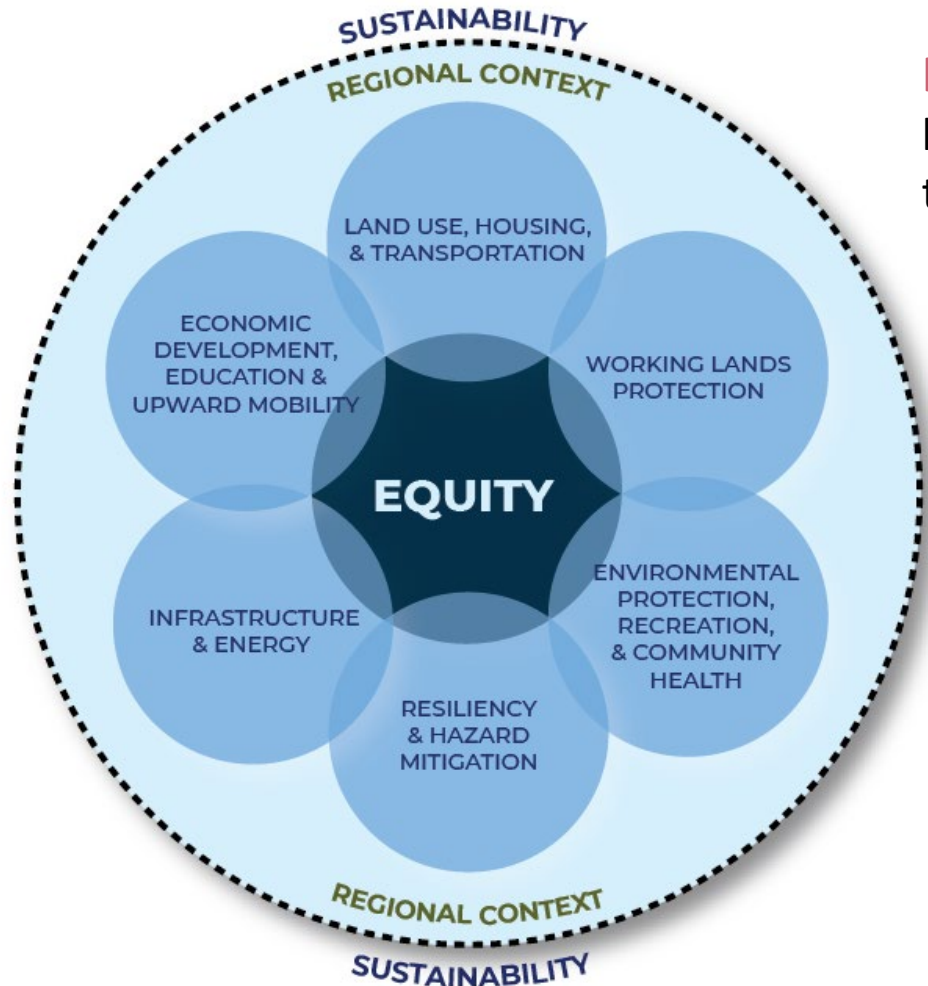 SUSTAINABILITY
REGIONAL CONTEXT
LAND USE, HOUSING,
& TRANSPORTATION
ECONOMIC
DEVELOPMENT,
EDUCATION &
UPWARD MOBILITY
WORKING LANDS
PROTECTION
EQUITY
INFRASTRUCTURE
& ENERGY
ENVIRONMENTAL
PROTECTION,
RECREATION,
& COMMUNITY
HEALTH
RESILIENCY
& HAZARD
MITIGATION
REGIONAL CONTEXT
SUSTAINABILITY